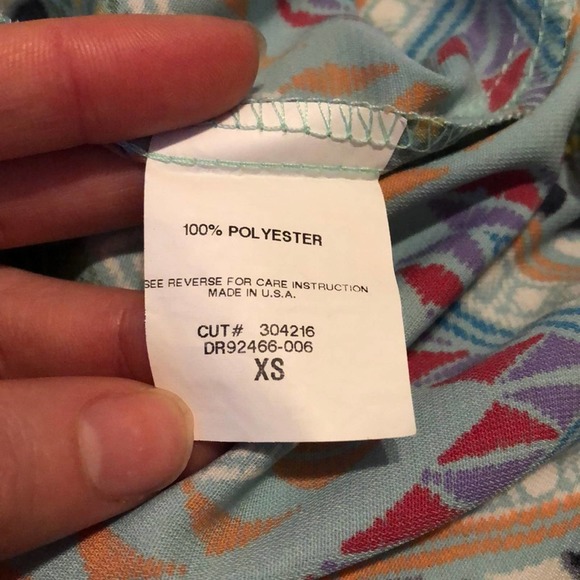 100% POLYESTER
SEE REVERSE FOR CARE INSTRUCTION
MADE IN U.S.A.
CUT# 304216
DR92466-006
XS